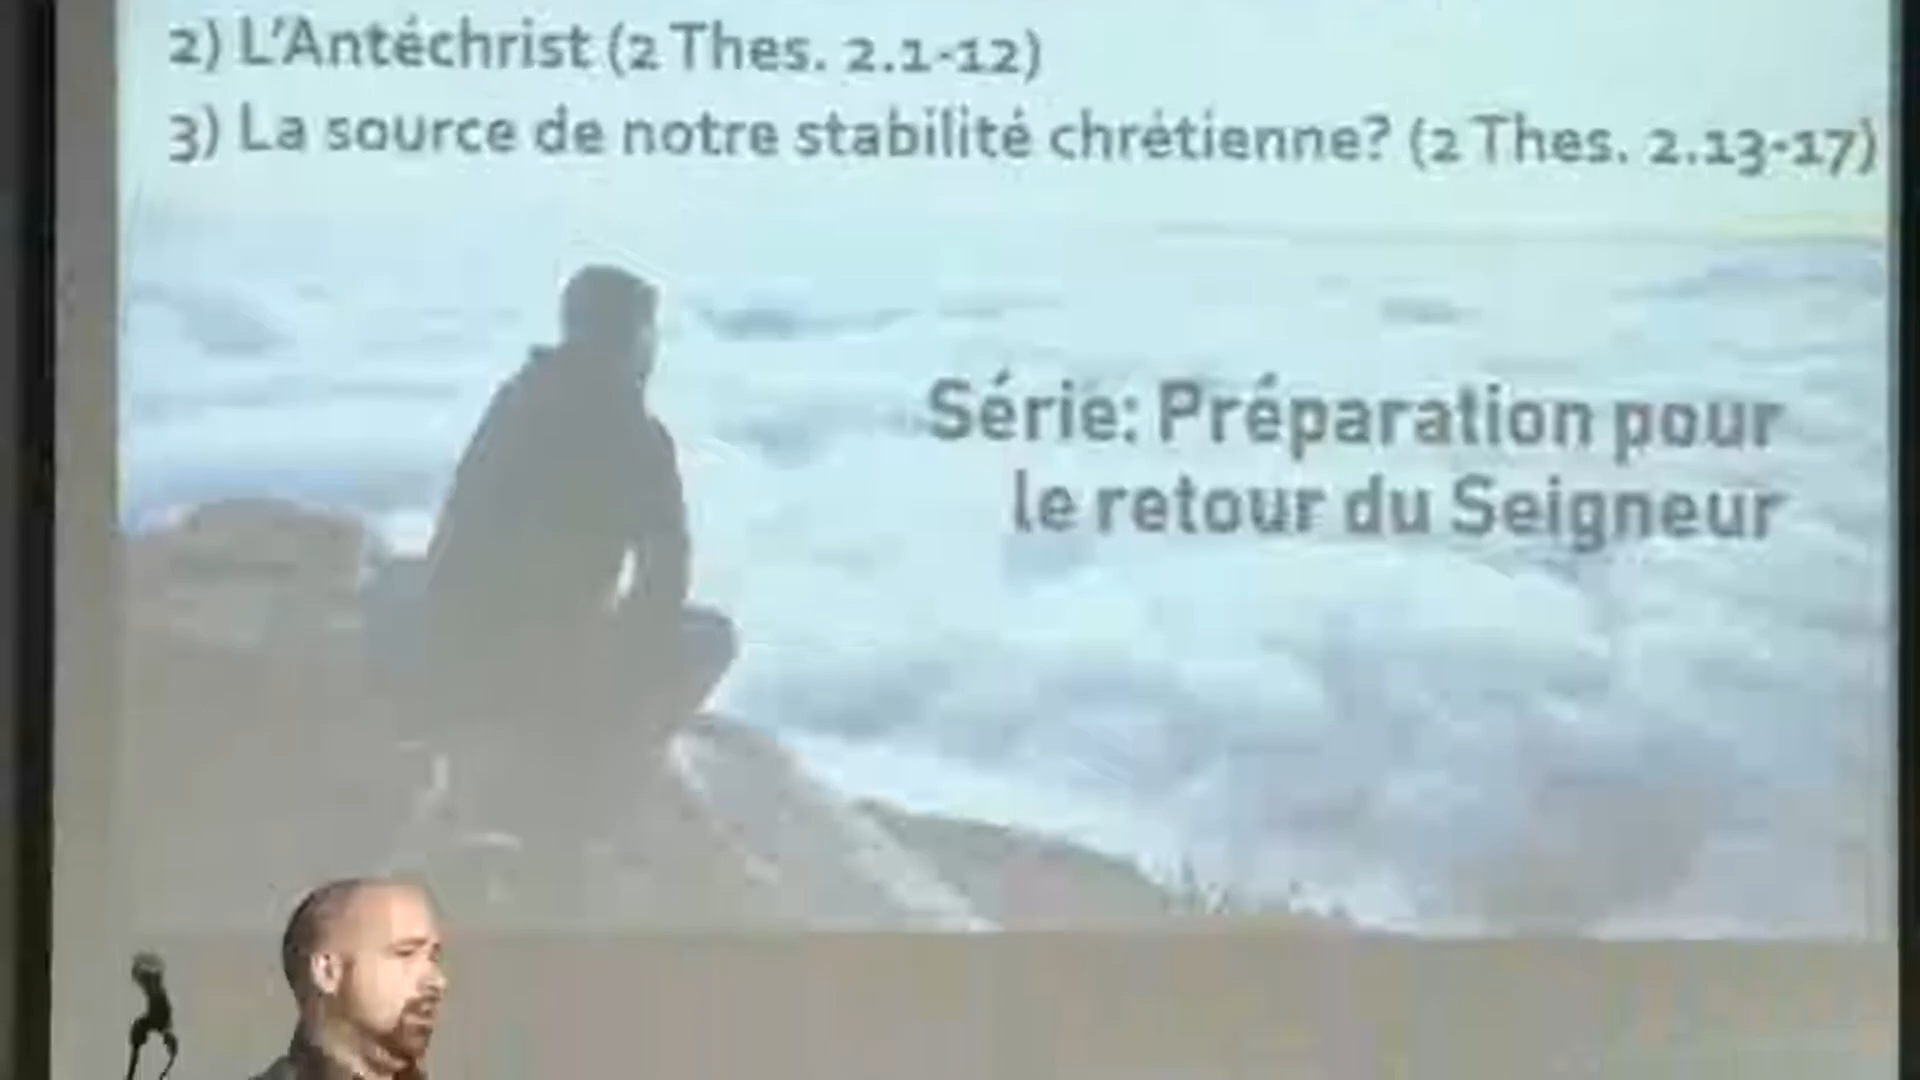 2) L'Antéchrist (2 Thes. 2.1-12)
3) La source de notre stabilité chrétienne? (2 Thes. 2.13-17)
Série: Préparation pour
le retour du Seigneur